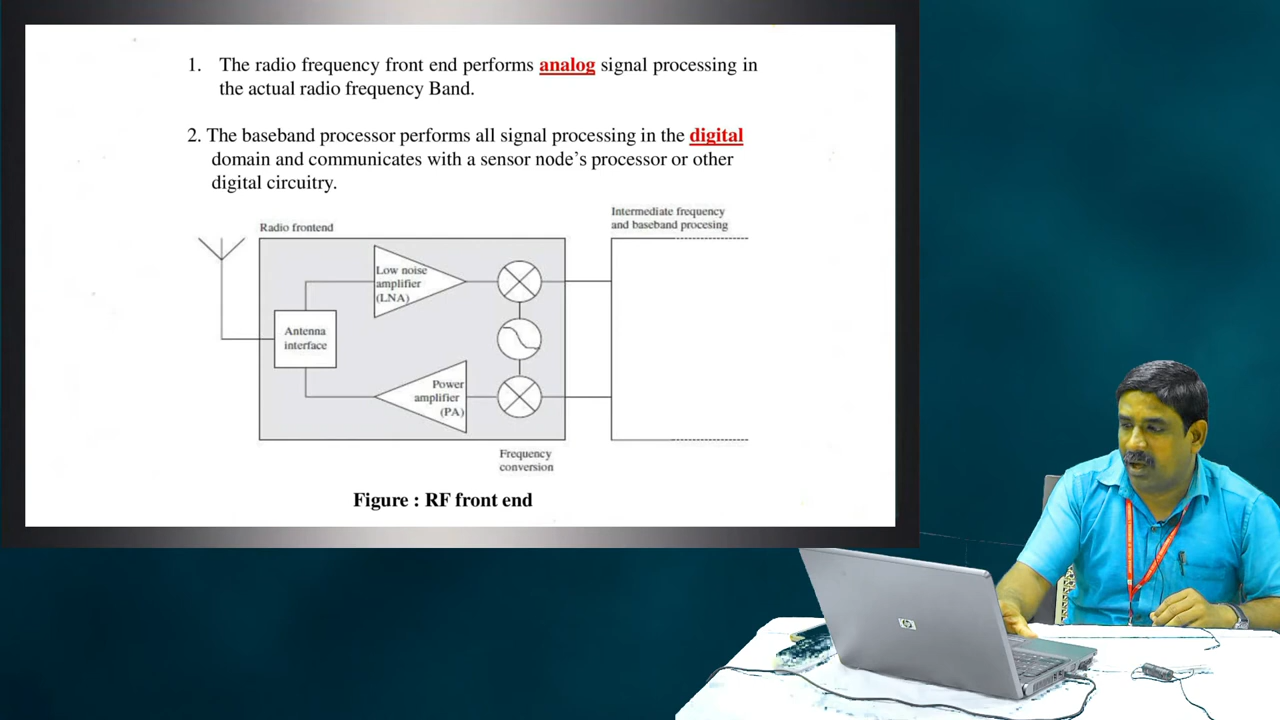 1. The radio frequency front end performs analog signal processing in
the actual radio frequency Band.
2. The baseband processor performs all signal processing in the digital
domain and communicates with a sensor node's processor or other
digital circuitry.
Radio frontend
Intermediate frequency
and baseband procesing
Low noise
amplifier
(LNA)
Antenna
interface
Power
amplifier
(PA)
Frequency
conversion
Figure : RF front end
hp